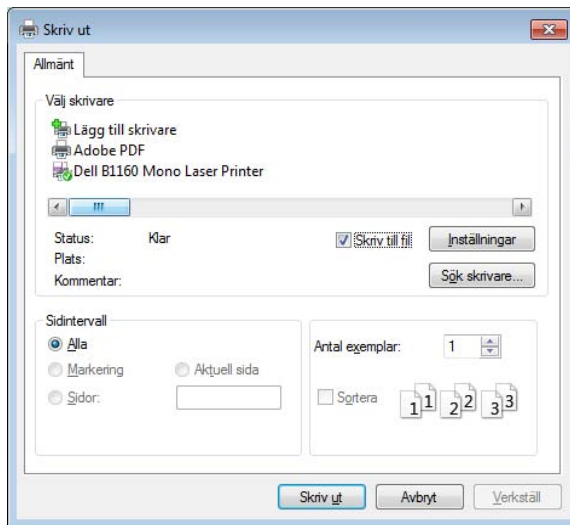 Skriv ut
Allmänt
Välj skrivare
Lägg till skrivare
Adobe PDF
Dell B1160 Mono Laser Printer
Status: Klar
Skriv till fil
Inställningar
Plats:
Kommentar:
Sök skrivare...
Sidintervall
Alla
Markering Aktuell sida
Sidor:
Antal exemplar: 1
Sortera
1 1 2 2 3 3
Skriv ut Avbryt Verkställ